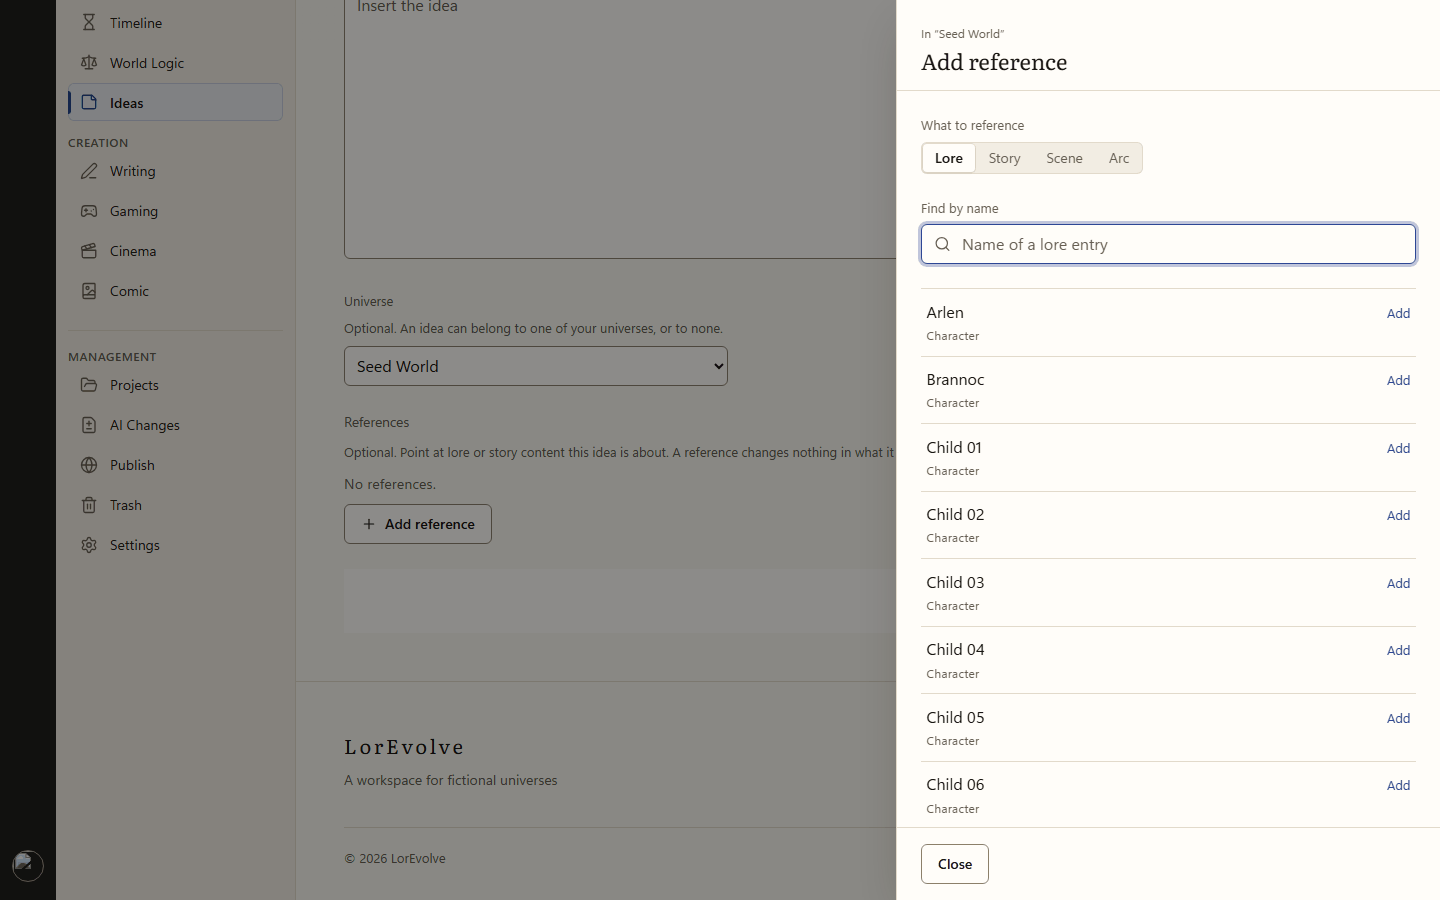 Timeline
World Logic
Ideas
CREATION
Writing
Gaming
Cinema
Comic
MANAGEMENT
Projects
AI Changes
Publish
Trash
Settings
Insert the idea
Universe
Optional. An idea can belong to one of your universes, or to none.
Seed World
References
Optional. Point at lore or story content this idea is about. A reference changes nothing in what it
No references.
Add reference
LorEvolve
A workspace for fictional universes
© 2026 LorEvolve
In “Seed World”
Add reference
What to reference
Lore Story Scene Arc
Find by name
Name of a lore entry
Arlen Add
Character
Brannoc Add
Character
Child 01 Add
Character
Child 02 Add
Character
Child 03 Add
Character
Child 04 Add
Character
Child 05 Add
Character
Child 06 Add
Character
Close